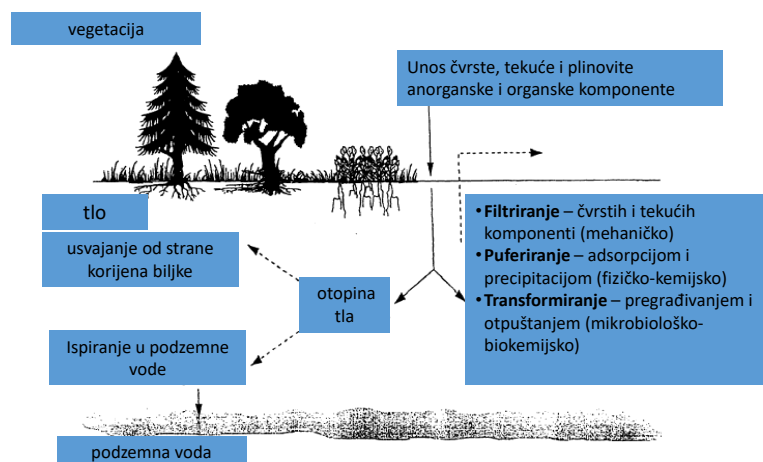 vegetacija
Unos čvrste, tekuće i plinovite
anorganske i organske komponente
tlo
usvajanje od strane
korijena biljke
•Filtriranje – čvrstih i tekućih
komponenti (mehaničko)
•Puferiranje – adsorpcijom i
precipitacijom (fizičko-kemijsko)
•Transformiranje – pregrađivanjem i
otpuštanjem (mikrobiološko-
biokemijsko)
otopina
tla
Ispiranje u podzemne
vode
podzemna voda